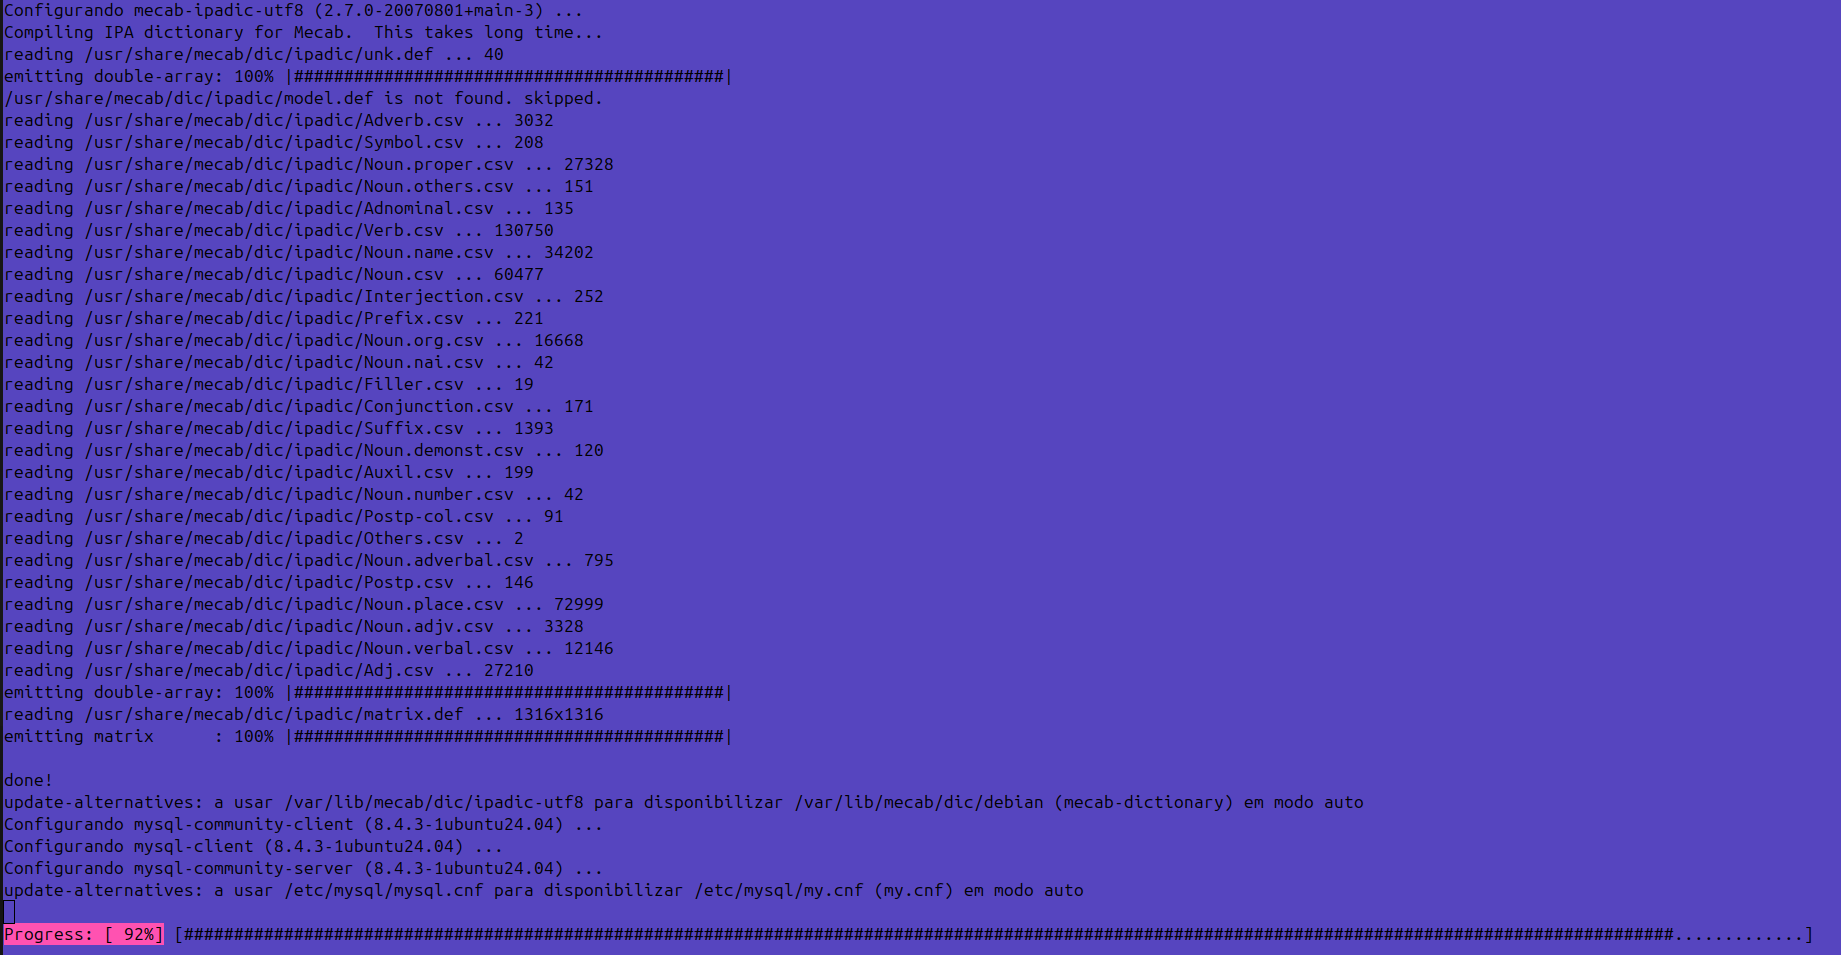 Configurando mecab-ipadic-utf8 (2.7.0-20070801+main-3) ...
Compiling IPA dictionary for Mecab.  This takes long time...
reading /usr/share/mecab/dic/ipadic/unk.def ... 40
emitting double-array: 100% |###########################################|
/usr/share/mecab/dic/ipadic/model.def is not found. skipped.
reading /usr/share/mecab/dic/ipadic/Adverb.csv ... 3032
reading /usr/share/mecab/dic/ipadic/Symbol.csv ... 208
reading /usr/share/mecab/dic/ipadic/Noun.proper.csv ... 27328
reading /usr/share/mecab/dic/ipadic/Noun.others.csv ... 151
reading /usr/share/mecab/dic/ipadic/Adnominal.csv ... 135
reading /usr/share/mecab/dic/ipadic/Verb.csv ... 130750
reading /usr/share/mecab/dic/ipadic/Noun.name.csv ... 34202
reading /usr/share/mecab/dic/ipadic/Noun.csv ... 60477
reading /usr/share/mecab/dic/ipadic/Interjection.csv ... 252
reading /usr/share/mecab/dic/ipadic/Prefix.csv ... 221
reading /usr/share/mecab/dic/ipadic/Noun.org.csv ... 16668
reading /usr/share/mecab/dic/ipadic/Noun.nai.csv ... 42
reading /usr/share/mecab/dic/ipadic/Filler.csv ... 19
reading /usr/share/mecab/dic/ipadic/Conjunction.csv ... 171
reading /usr/share/mecab/dic/ipadic/Suffix.csv ... 1393
reading /usr/share/mecab/dic/ipadic/Noun.demonst.csv ... 120
reading /usr/share/mecab/dic/ipadic/Auxil.csv ... 199
reading /usr/share/mecab/dic/ipadic/Noun.number.csv ... 42
reading /usr/share/mecab/dic/ipadic/Postp-col.csv ... 91
reading /usr/share/mecab/dic/ipadic/Others.csv ... 2
reading /usr/share/mecab/dic/ipadic/Noun.adverbal.csv ... 795
reading /usr/share/mecab/dic/ipadic/Postp.csv ... 146
reading /usr/share/mecab/dic/ipadic/Noun.place.csv ... 72999
reading /usr/share/mecab/dic/ipadic/Noun.adjv.csv ... 3328
reading /usr/share/mecab/dic/ipadic/Noun.verbal.csv ... 12146
reading /usr/share/mecab/dic/ipadic/Adj.csv ... 27210
emitting double-array: 100% |###########################################|
reading /usr/share/mecab/dic/ipadic/matrix.def ... 1316x1316
emitting matrix      : 100% |###########################################|
done!
update-alternatives: a usar /var/lib/mecab/dic/ipadic-utf8 para disponibilizar /var/lib/mecab/dic/debian (mecab-dictionary) em modo auto
Configurando mysql-community-client (8.4.3-1ubuntu24.04) ...
Configurando mysql-client (8.4.3-1ubuntu24.04) ...
Configurando mysql-community-server (8.4.3-1ubuntu24.04) ...
update-alternatives: a usar /etc/mysql/mysql.cnf para disponibilizar /etc/mysql/my.cnf (my.cnf) em modo auto
Progress: [ 92%] [#####################################################################################################################################################.............]